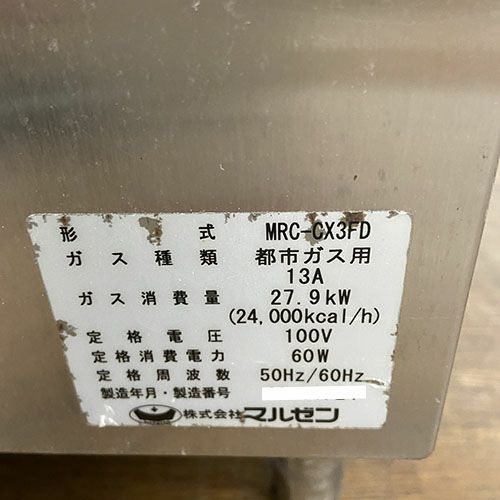 形式 MRC-CX3FD
ガス種類 都市ガス用
13A
ガス消費量 27.9kW
(24,000kcal/h)
定格電圧 100V
定格消費電力 60W
定格周波数 50Hz/60Hz
製造年月・製造番号
株式会社 マルゼン